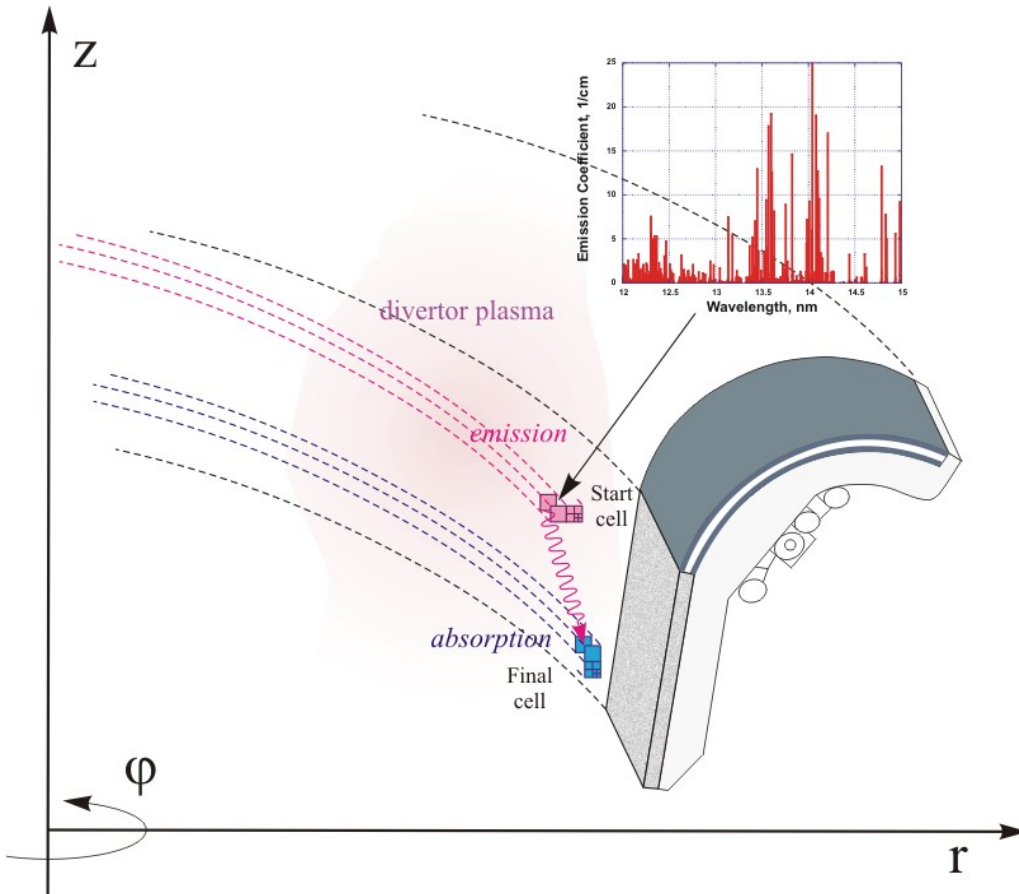 z
25
20
15
10
5
0
Emission Coefficient, 1/cm
12 12.5 13 13.5 14 14.5 15
Wavelength, nm
divertor plasma
emission
Start
cell
absorption
Final
cell
φ
r